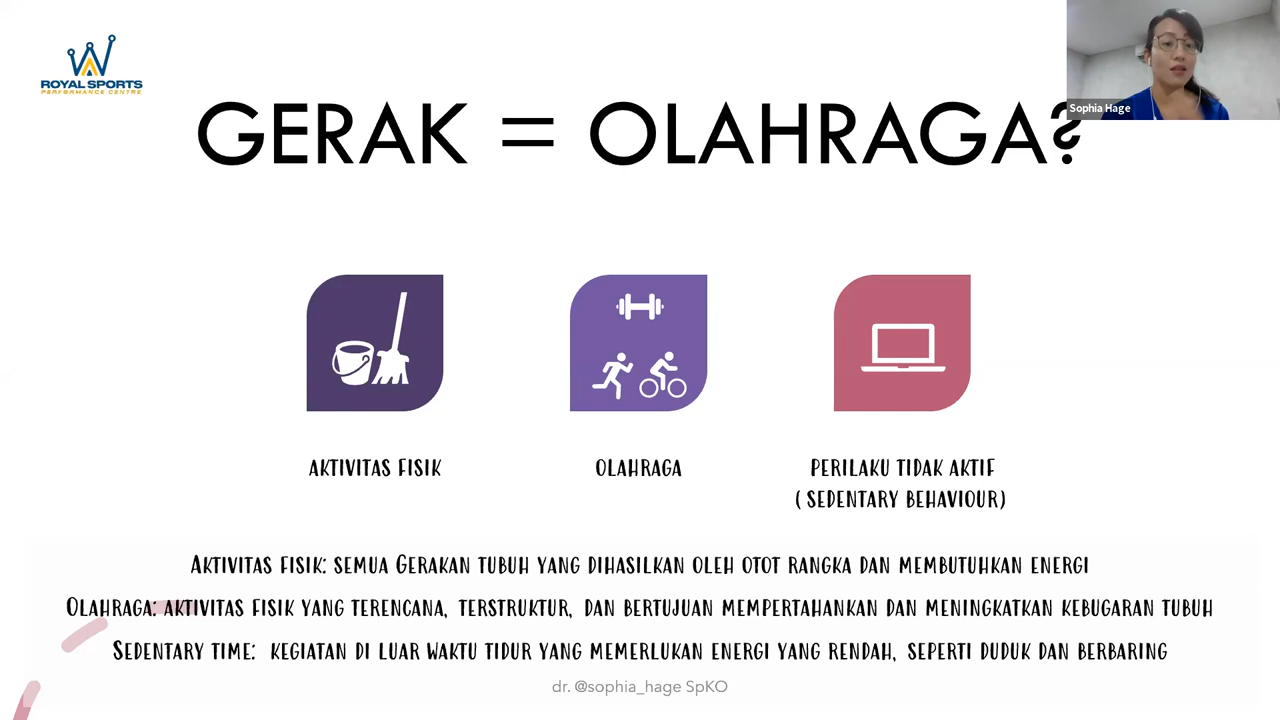 ROYAL SPORTS
PERFORMANCE CENTRE
Sophia Hage
GERAK = OLAHRAGA?
AKTIVITAS FISIK
OLAHRAGA
PERILAKU TIDAK AKTIF
( SEDENTARY BEHAVIOUR)
AKTIVITAS FISIK: SEMUA GERAKAN TUBUH YANG DIHASILKAN OLEH OTOT RANGKA DAN MEMBUTUHKAN ENERGI
OLAHRAGA: AKTIVITAS FISIK YANG TERENCANA, TERSTRUKTUR, DAN BERTUJUAN MEMPERTAHANKAN DAN MENINGKATKAN KEBUGARAN TUBUH
SEDENTARY TIME: KEGIATAN DI LUAR WAKTU TIDUR YANG MEMERLUKAN ENERGI YANG RENDAH, SEPERTI DUDUK DAN BERBARING
dr. @sophia_hage SpKO